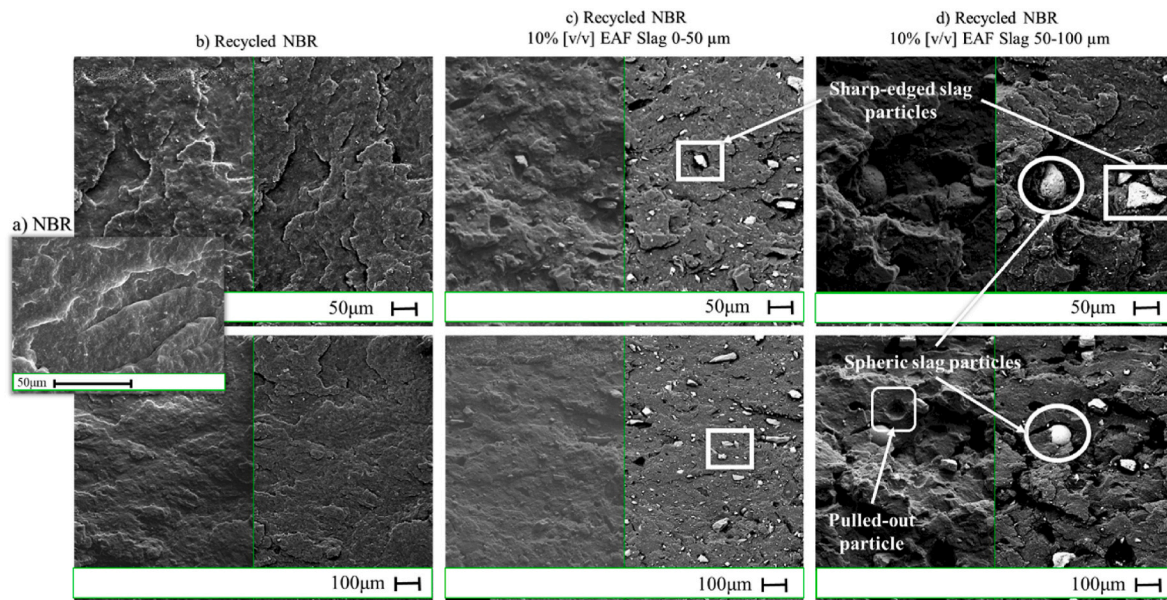 a) NBR
50μm
b) Recycled NBR
50μm
100μm
c) Recycled NBR
10% [v/v] EAF Slag 0-50 μm
50μm
100μm
d) Recycled NBR
10% [v/v] EAF Slag 50-100 μm
Sharp-edged slag
particles
50μm
Spheric slag particles
Pulled-out
particle
100μm